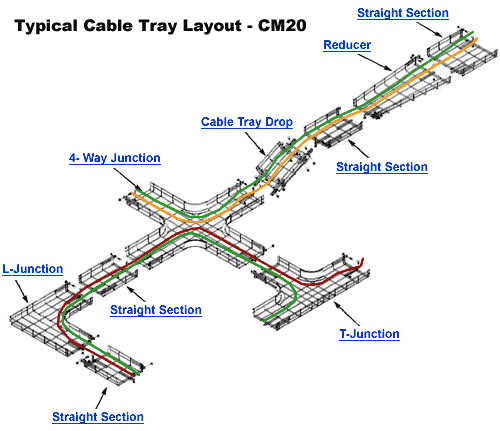 Typical Cable Tray Layout - CM20
Straight Section
Reducer
Cable Tray Drop
4- Way Junction
Straight Section
L-Junction
Straight Section
T-Junction
Straight Section